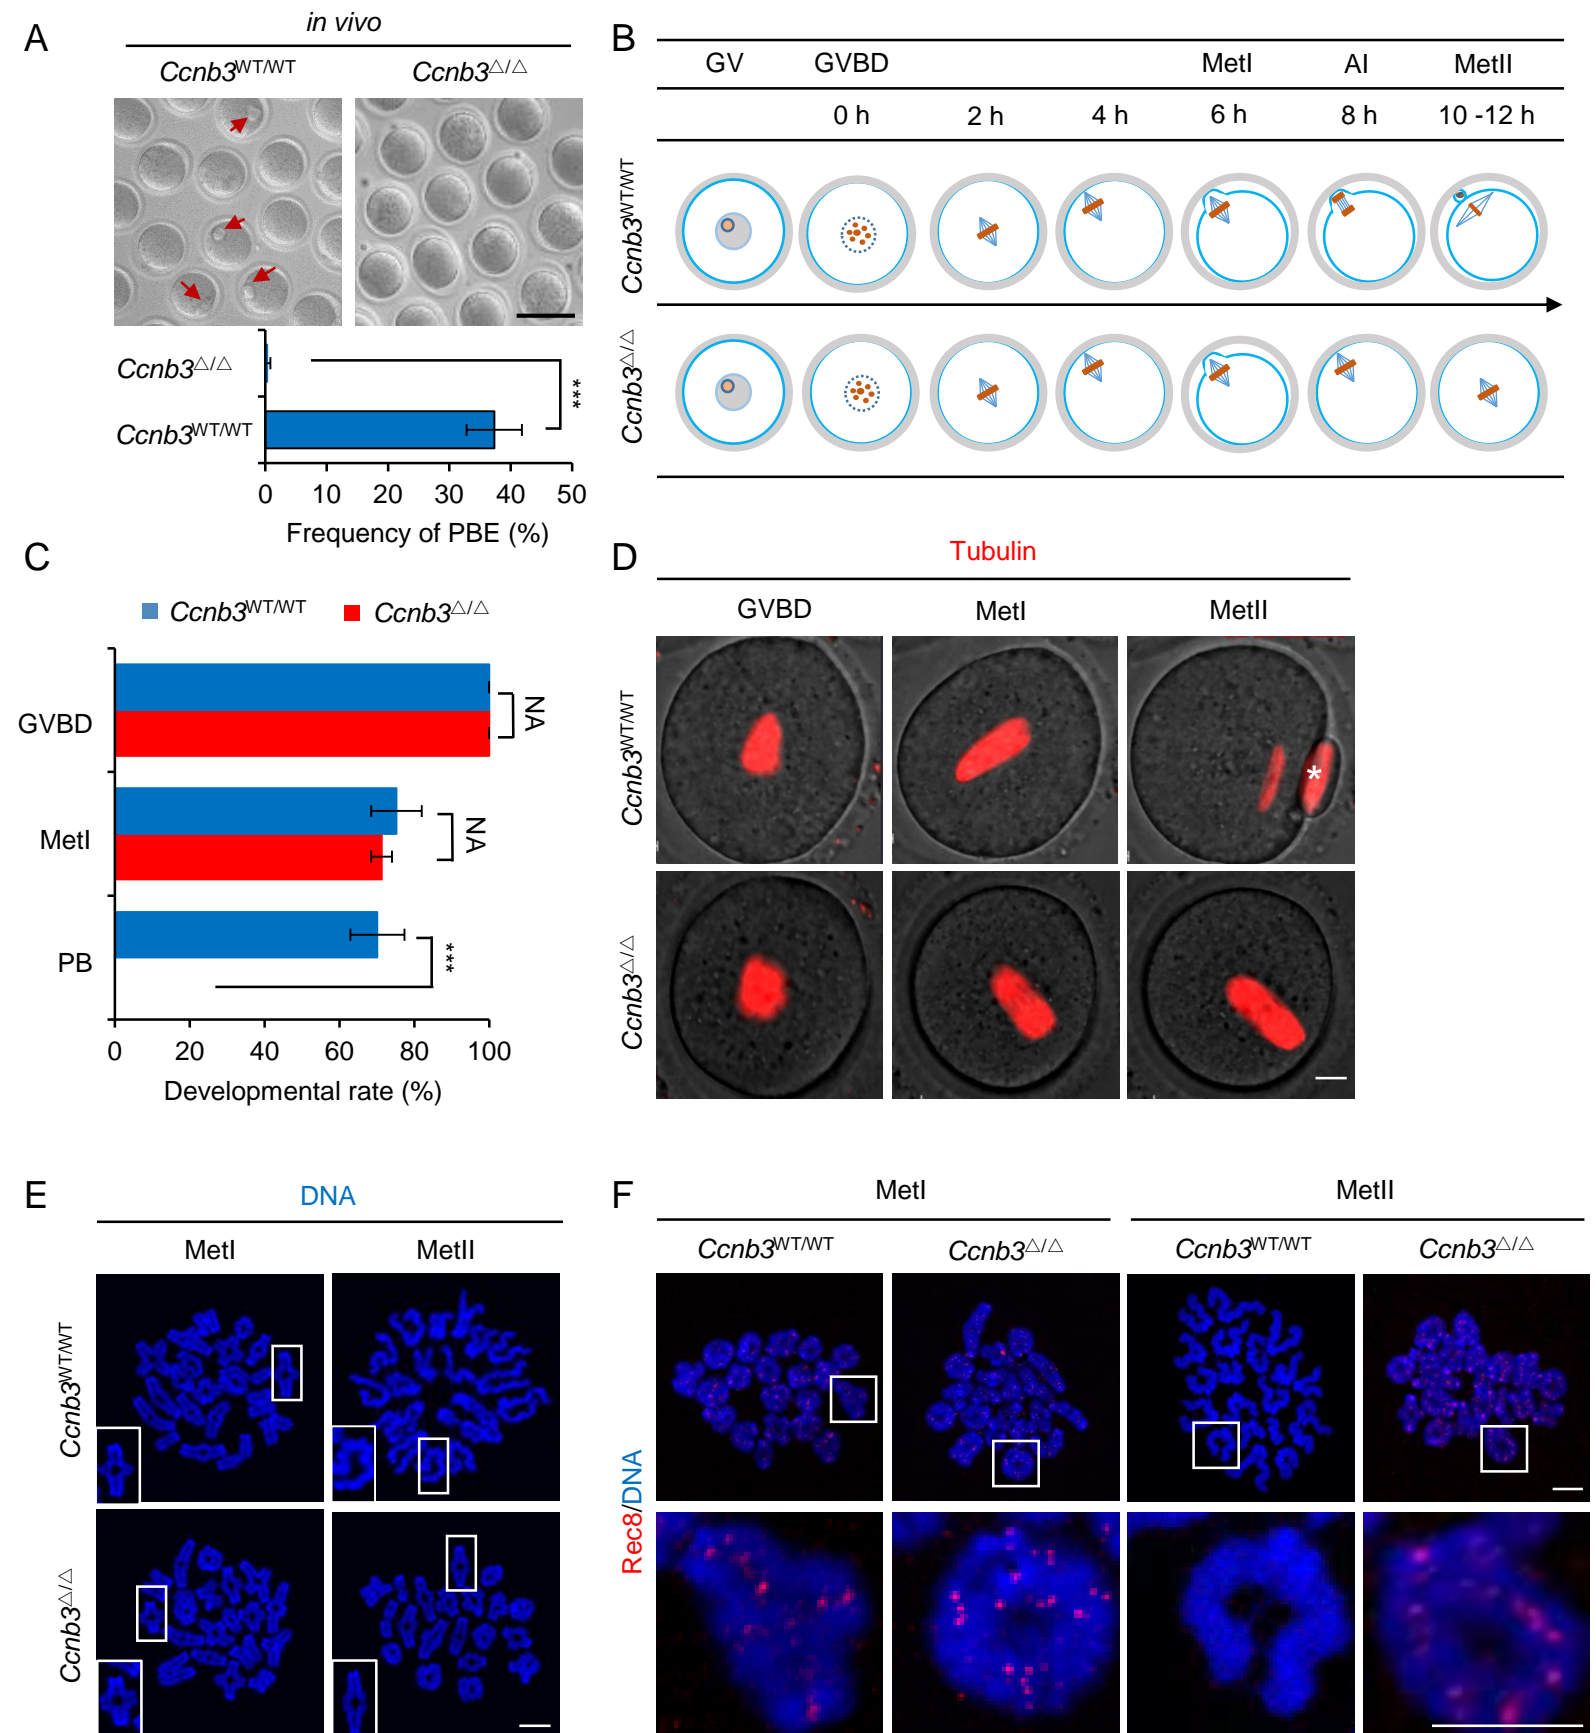 A
in vivo
Ccnb3WT/WT
Ccnb3△/△
Ccnb3△/△
Ccnb3WT/WT
***
0 10 20 30 40 50
Frequency of PBE (%)
B
GV GVBD MetI AI MetII
0 h 2 h 4 h 6 h 8 h 10 -12 h
Ccnb3WT/WT
Ccnb3△/△
C
Ccnb3WT/WT Ccnb3△/△
GVBD
NA
MetI
NA
PB
***
0 20 40 60 80 100
Developmental rate (%)
D
Tubulin
GVBD MetI MetII
Ccnb3WT/WT
*
Ccnb3△/△
E
DNA
MetI MetII
Ccnb3WT/WT
Ccnb3△/△
F
MetI MetII
Ccnb3WT/WT Ccnb3△/△ Ccnb3WT/WT Ccnb3△/△
Rec8/DNA